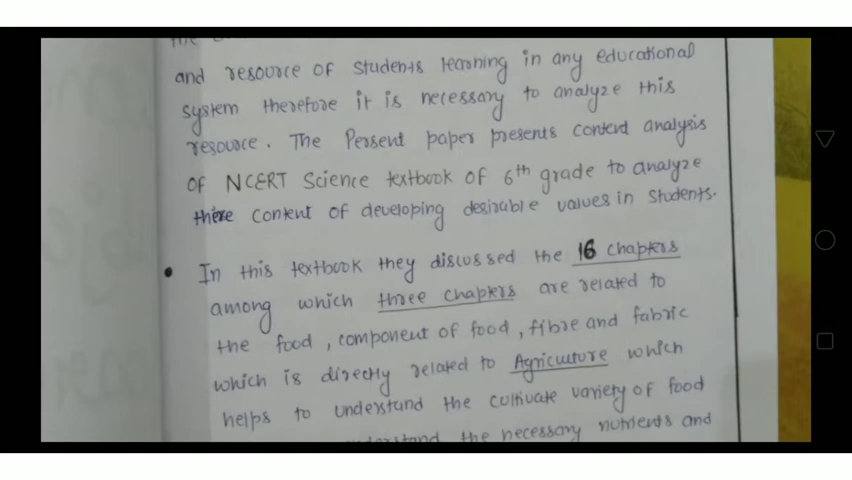 the
and resource of students learning in any educational
system therefore it is necessary to analyze this
resource. The Persent paper presents content analysis
of NCERT Science textbook of 6th grade to analyze
there content of developing desirable values in students.
• In this textbook they discussed the 16 chapters
among which three chapters are related to
the food, component of food, fibre and fabric
which is directly related to Agriculture which
helps to understand the cultivate variety of food
understand the necessary nutrients and